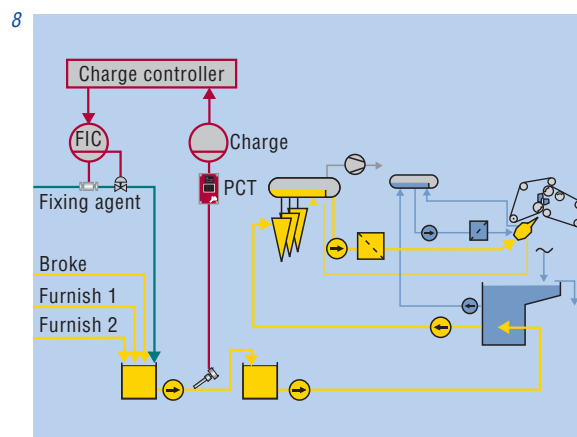 8
Charge controller
FIC
Charge
PCT
Fixing agent
Broke
Furnish 1
Furnish 2